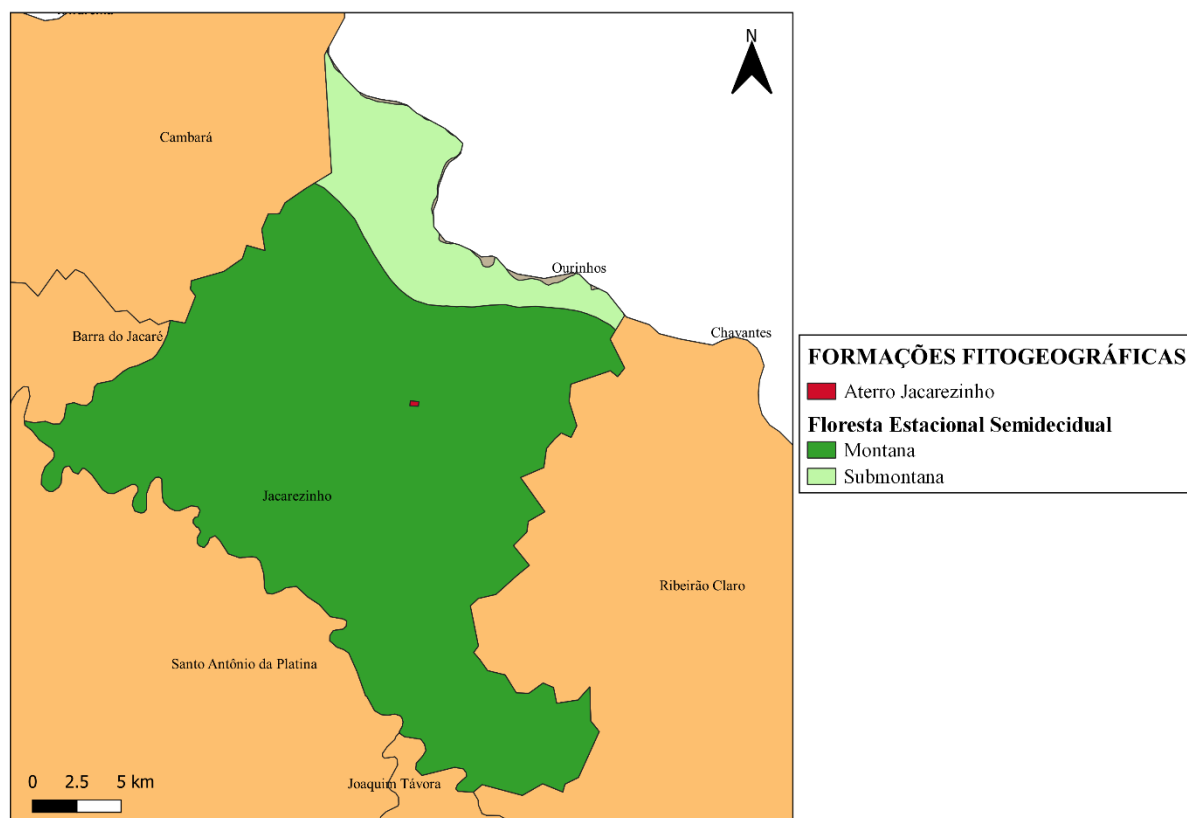 N
Cambará
Ourinhos
Chavantes
Barra do Jacaré
Jacarezinho
Ribeirão Claro
Santo Antônio da Platina
Joaquim Távora
0 2.5 5 km
FORMAÇÕES FITOGEOGRÁFICAS
Aterro Jacarezinho
Floresta Estacional Semidecidual
Montana
Submontana